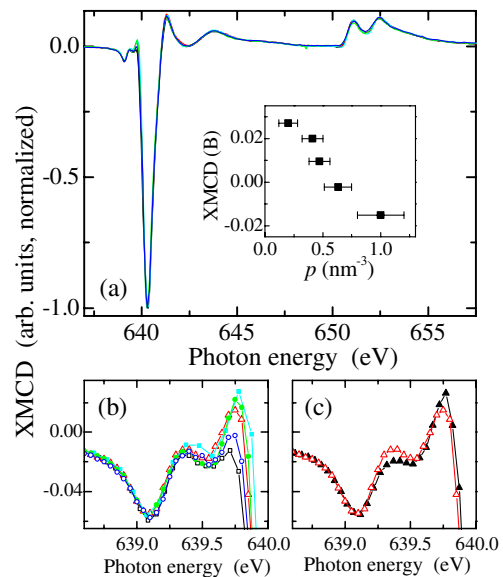 (a)
0.0
-0.5
-1.0
XMCD (arb. units, normalized)
640 645 650 655
Photon energy (eV)
XMCD (B)
0.02
0.00
-0.02
0.0 0.5 1.0
p (nm-3)
(b)
0.00
-0.04
639.0 639.5 640.0
Photon energy (eV)
(c)
639.0 639.5 640.0
Photon energy (eV)